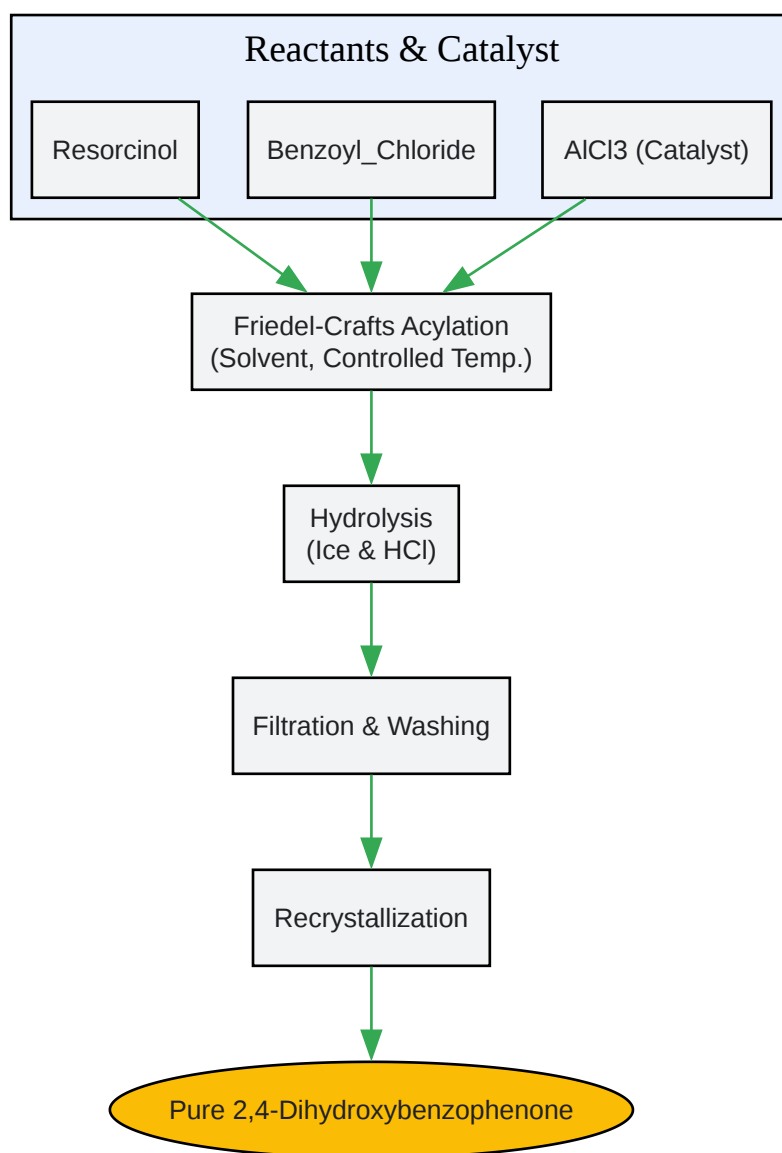 Reactants & Catalyst
Resorcinol
Benzoyl_Chloride
AlCl3 (Catalyst)
Friedel-Crafts Acylation
(Solvent, Controlled Temp.)
Hydrolysis
(Ice & HCl)
Filtration & Washing
Recrystallization
Pure 2,4-Dihydroxybenzophenone